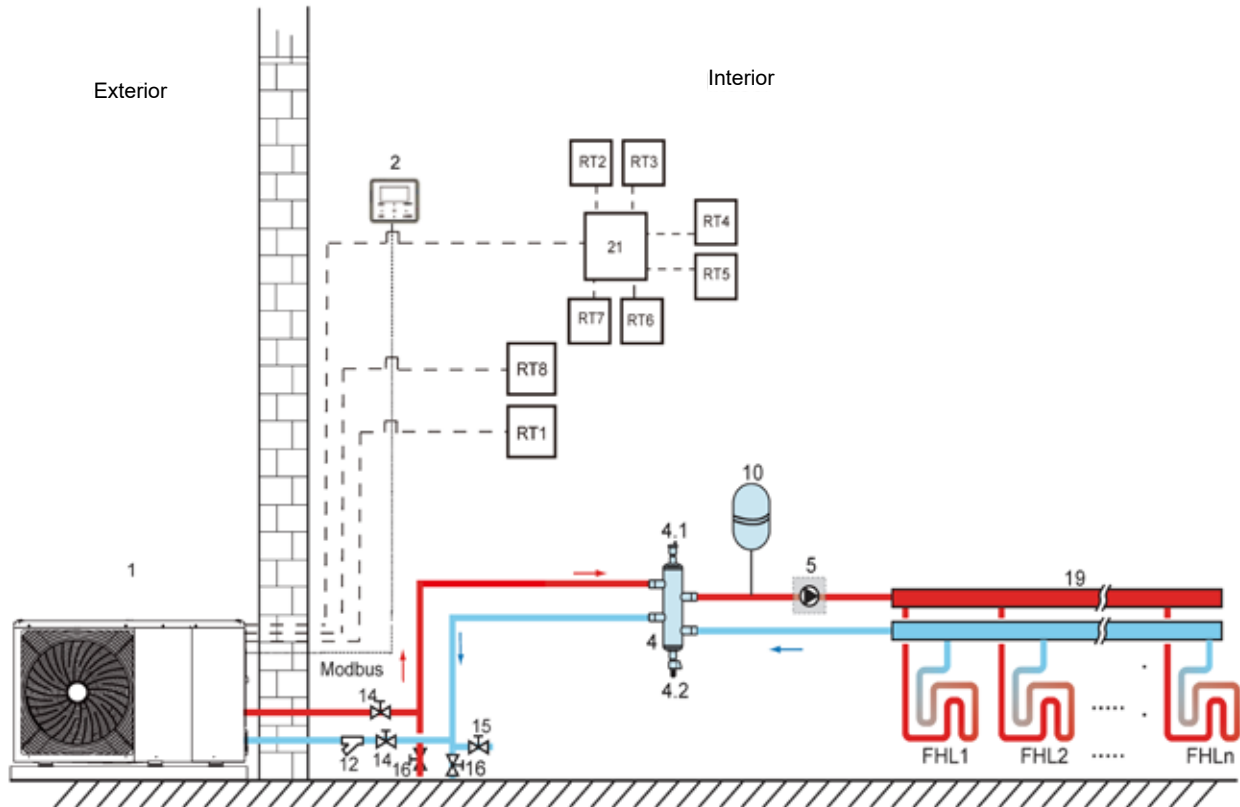 Exterior
Interior
2
RT2
RT3
RT4
21
RT5
RT7
RT6
RT8
RT1
10
4.1
1
5
19
4
Modbus
4.2
14
15
12
14
16
16
FHL1
FHL2
......
......
FHLn